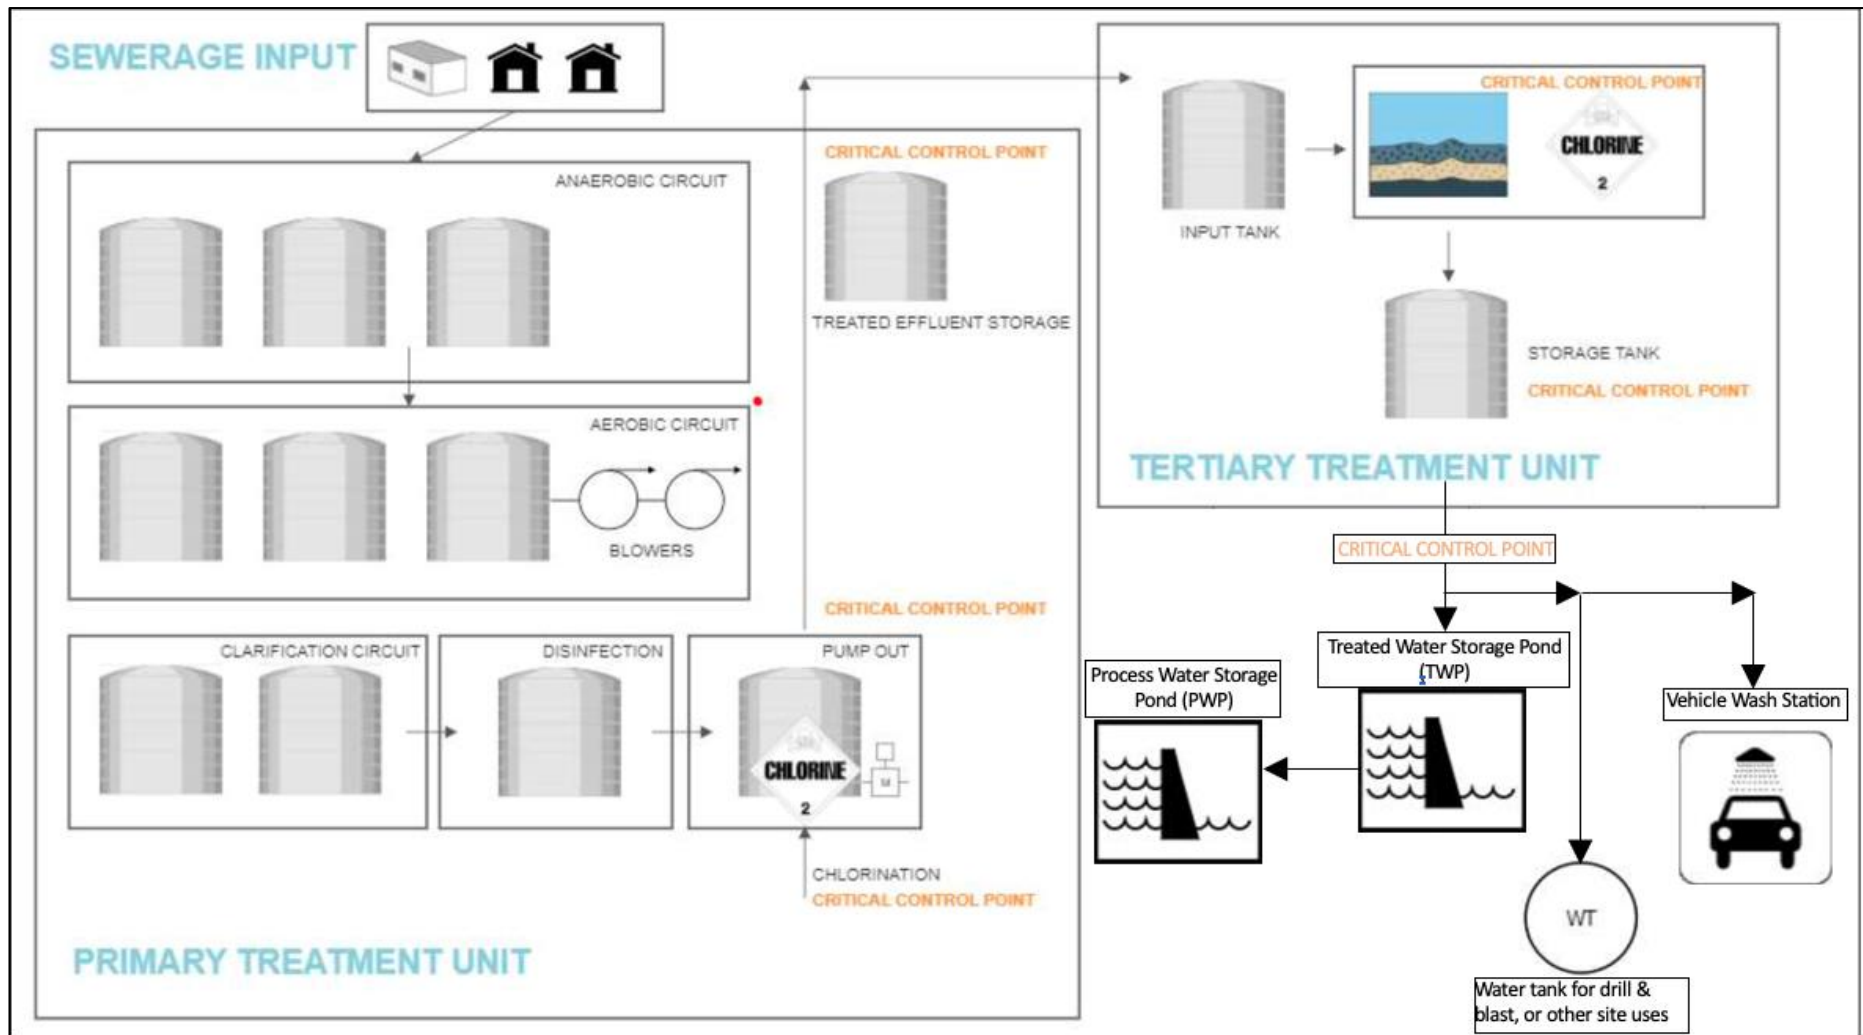 SEWERAGE INPUT
ANAEROBIC CIRCUIT
AEROBIC CIRCUIT
BLOWERS
CLARIFICATION CIRCUIT
DISINFECTION
PUMP OUT
CHLORINE
2
M
CHLORINATION
CRITICAL CONTROL POINT
CRITICAL CONTROL POINT
CRITICAL CONTROL POINT
TREATED EFFLUENT STORAGE
PRIMARY TREATMENT UNIT
INPUT TANK
CRITICAL CONTROL POINT
CHLORINE
2
STORAGE TANK
CRITICAL CONTROL POINT
TERTIARY TREATMENT UNIT
CRITICAL CONTROL POINT
Treated Water Storage Pond
(TWP)
Process Water Storage
Pond (PWP)
Vehicle Wash Station
WT
Water tank for drill &
blast, or other site uses